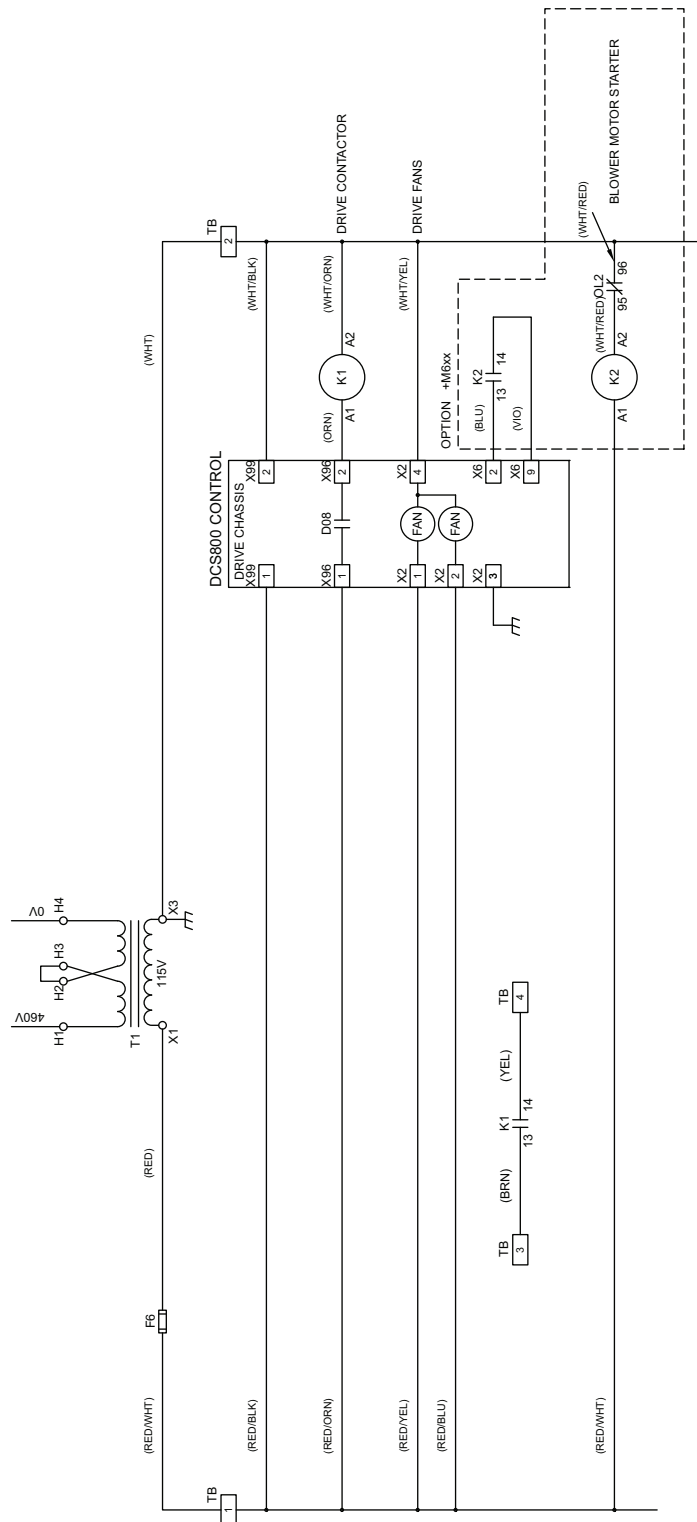 460V
0V
H1
H2
H3
H4
T1
115V
X1
X3
(RED/WHT)
F6
(RED)
(WHT)
TB
1
TB
2
DCS800 CONTROL
DRIVE CHASSIS
(RED/BLK)
X99
1
X99
2
(WHT/BLK)
(RED/ORN)
X96
1
D08
X96
2
(ORN)
A1
K1
A2
(WHT/ORN)
DRIVE CONTACTOR
(RED/YEL)
X2
1
FAN
X2
4
(WHT/YEL)
DRIVE FANS
(RED/BLU)
X2
2
FAN
OPTION +M6xx
X2
3
X6
2
(BLU)
13
K2
14
X6
9
(VIO)
TB
3
(BRN)
13
K1
14
(YEL)
TB
4
(RED/WHT)
A1
K2
A2
(WHT/RED)
95
OL2
96
(WHT/RED)
BLOWER MOTOR STARTER